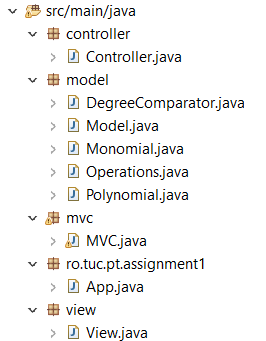 src/main/java
controller
Controller.java
model
DegreeComparator.java
Model.java
Monomial.java
Operations.java
Polynomial.java
mvc
MVC.java
ro.tuc.pt.assignment1
App.java
view
View.java